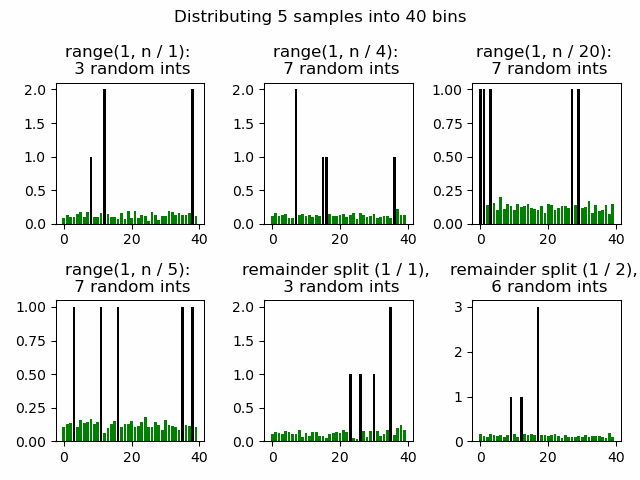 Distributing 5 samples into 40 bins
range(1, n / 1):
3 random ints
2.0
1.5
1.0
0.5
0.0
0 20 40
range(1, n / 4):
7 random ints
2.0
1.5
1.0
0.5
0.0
0 20 40
range(1, n / 20):
7 random ints
1.00
0.75
0.50
0.25
0.00
0 20 40
range(1, n / 5):
7 random ints
1.00
0.75
0.50
0.25
0.00
0 20 40
remainder split (1 / 1),
3 random ints
2.0
1.5
1.0
0.5
0.0
0 20 40
remainder split (1 / 2),
6 random ints
3
2
1
0
0 20 40